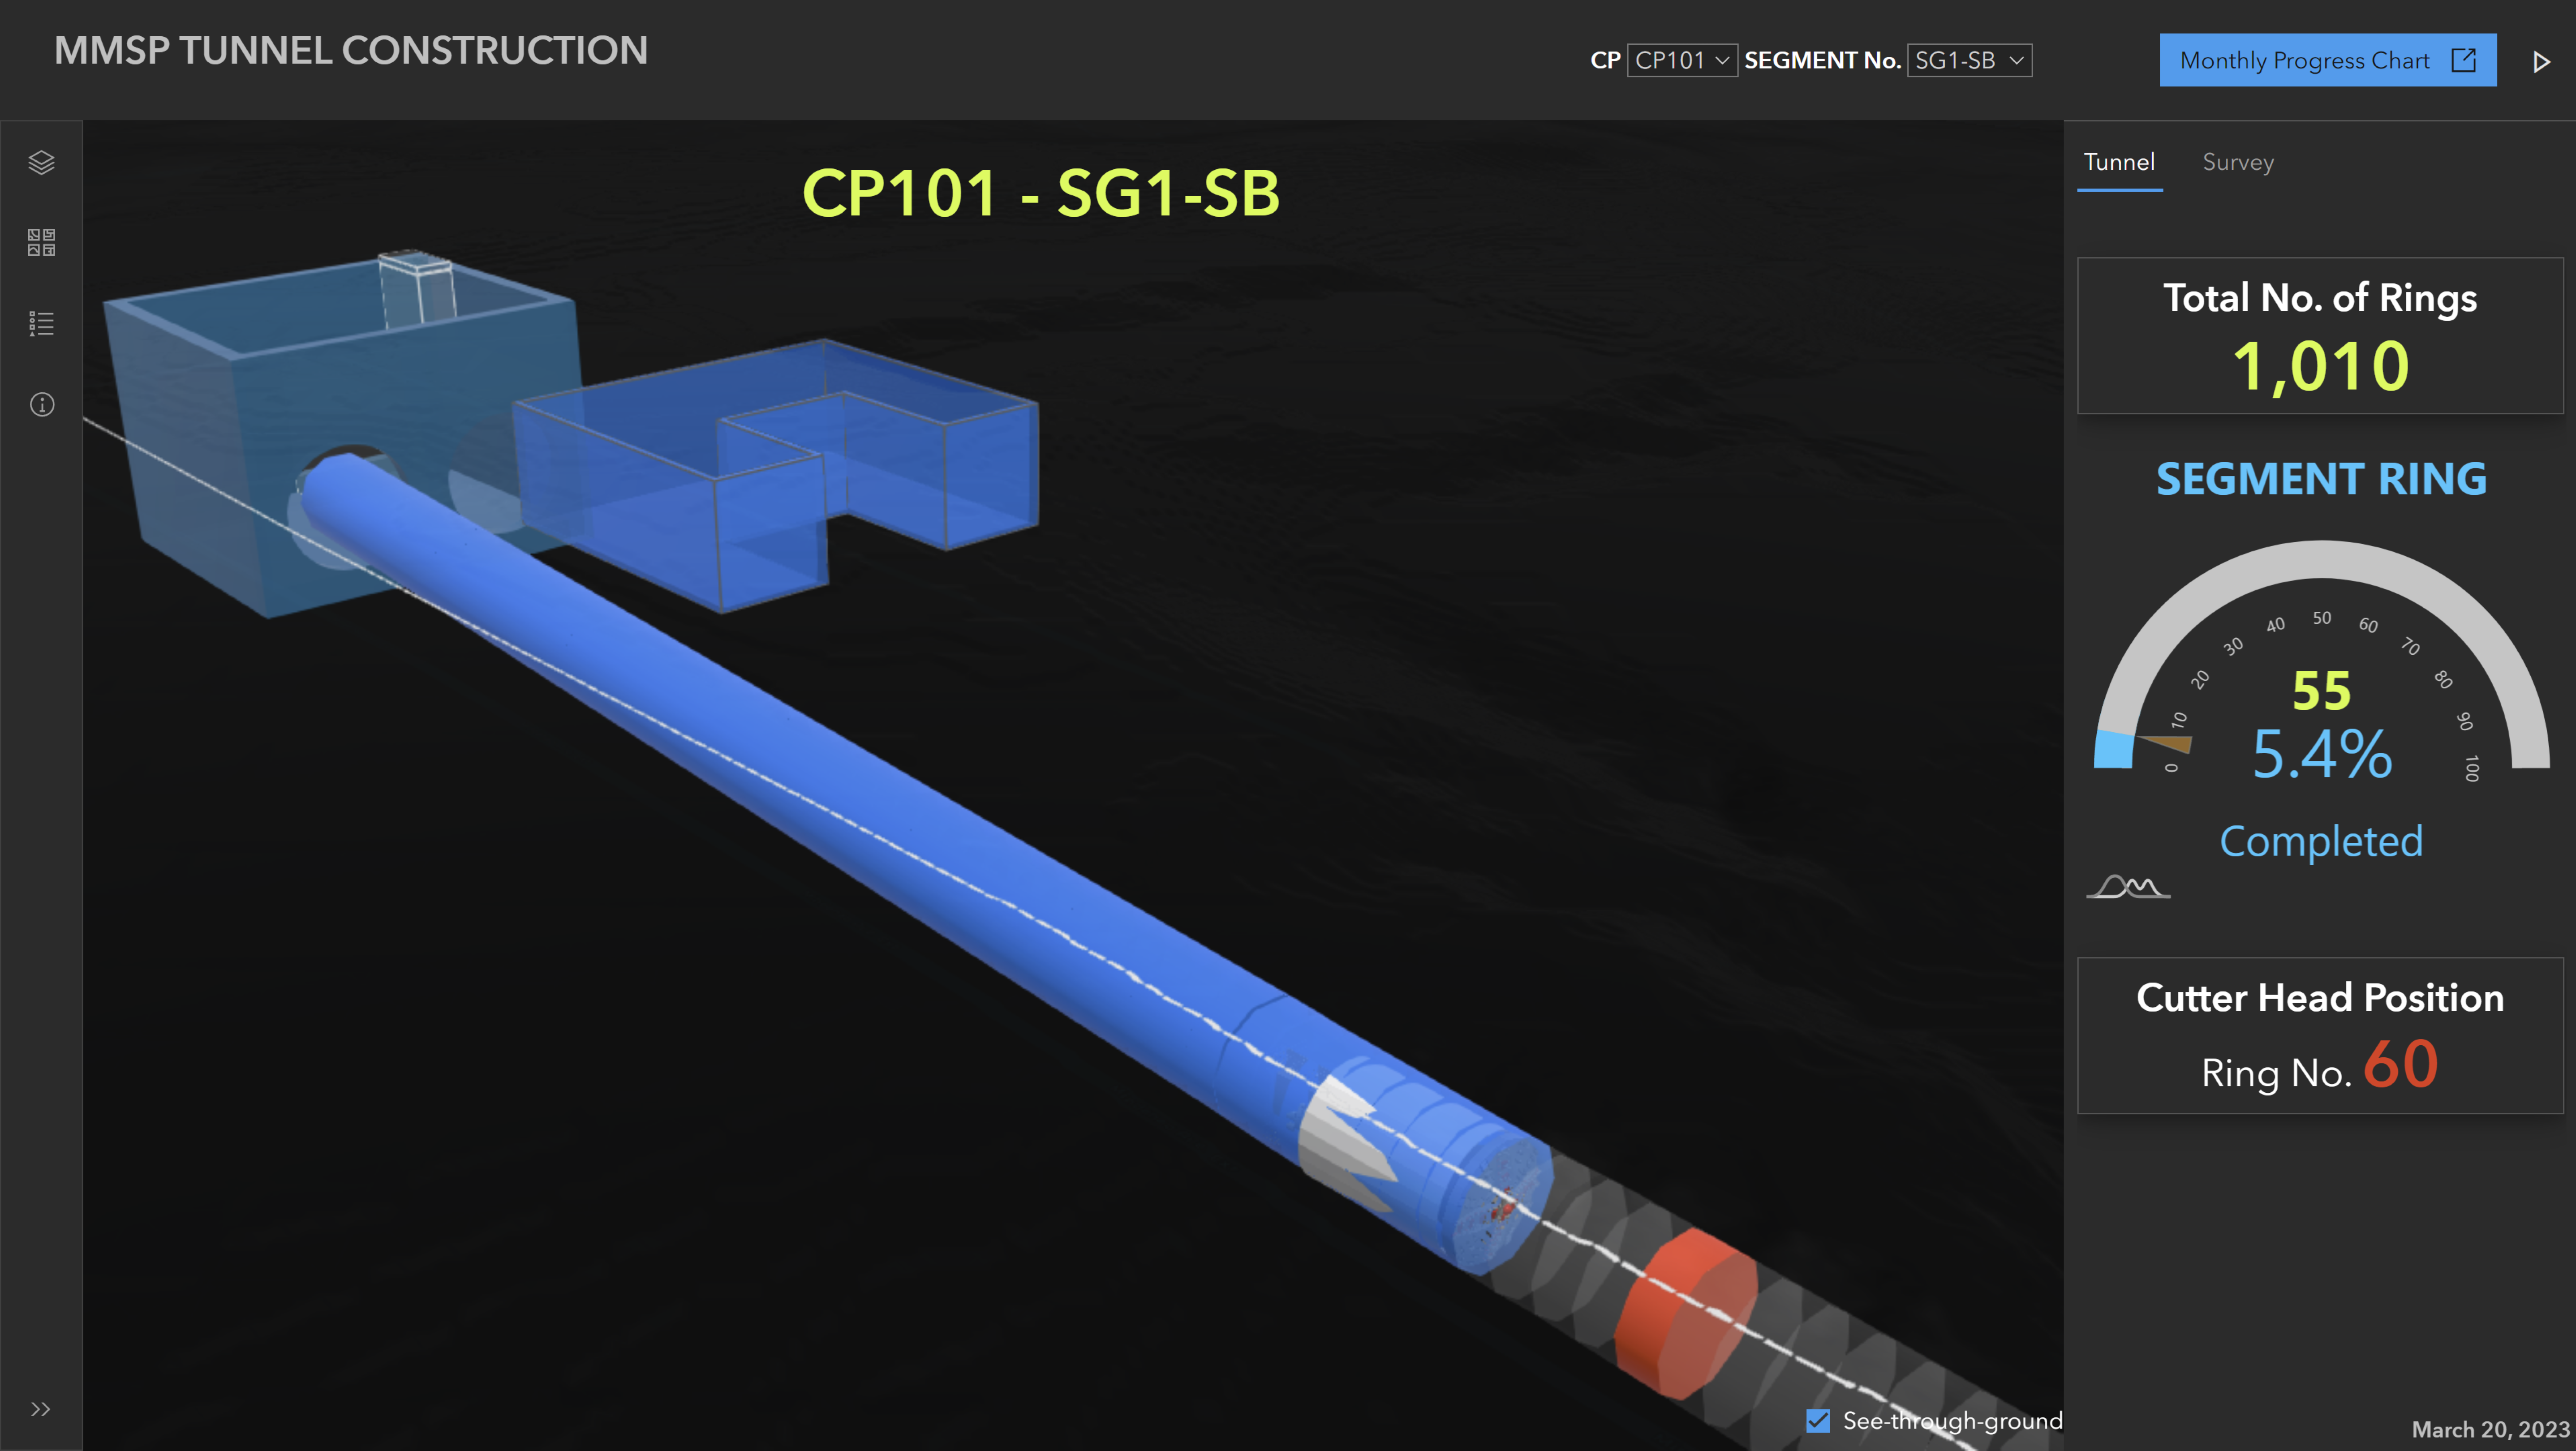 MMSP TUNNEL CONSTRUCTION
CP CP101 SEGMENT No. SG1-SB
Monthly Progress Chart
CP101 - SG1-SB
Tunnel Survey
Total No. of Rings
1,010
SEGMENT RING
0 10 20 30 40 50 60 70 80 90 100
55
5.4%
Completed
Cutter Head Position
Ring No. 60
See-through-ground
March 20, 2023